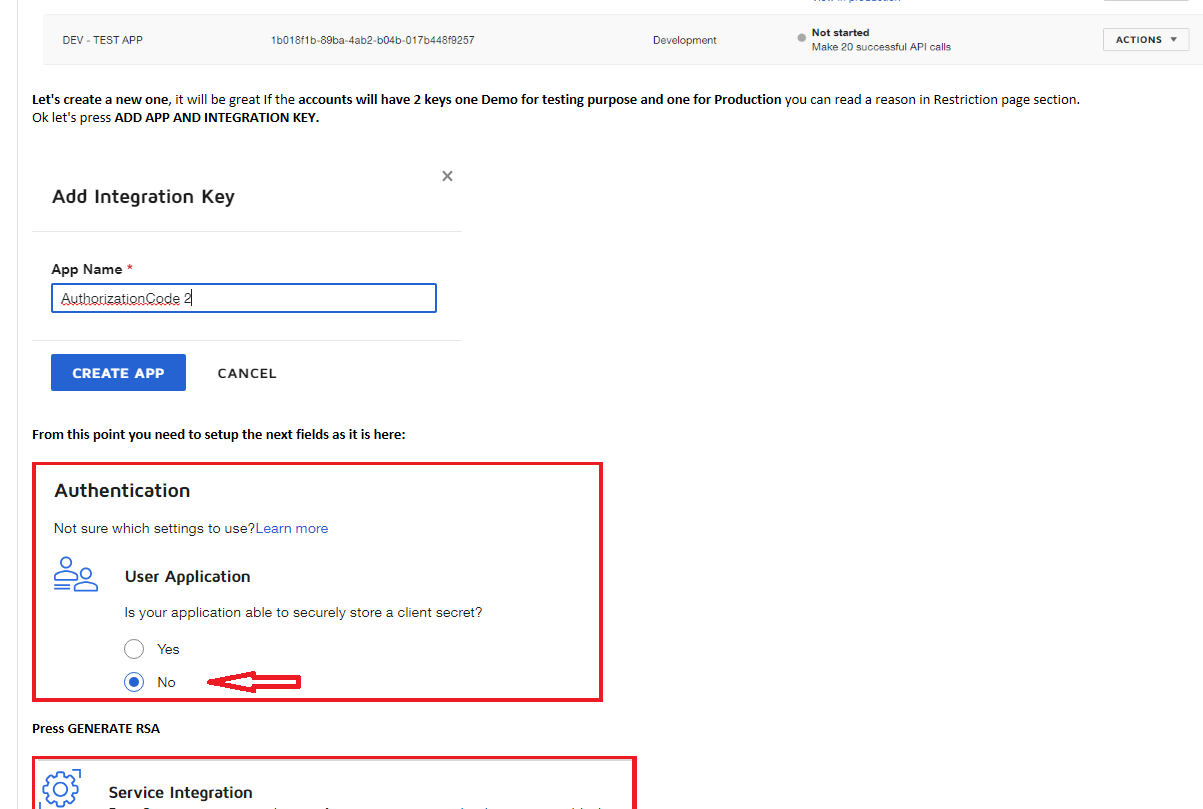 DEV - TEST APP 1b018f1b-89ba-4ab2-b04b-017b448f9257 Development Not started ACTIONS
Make 20 successful API calls
Let's create a new one, it will be great If the accounts will have 2 keys one Demo for testing purpose and one for Production you can read a reason in Restriction page section.
Ok let's press ADD APP AND INTEGRATION KEY.
Add Integration Key
App Name *
AuthorizationCode 2
CREATE APP CANCEL
From this point you need to setup the next fields as it is here:
Authentication
Not sure which settings to use?Learn more
User Application
Is your application able to securely store a client secret?
Yes
No
Press GENERATE RSA
Service Integration